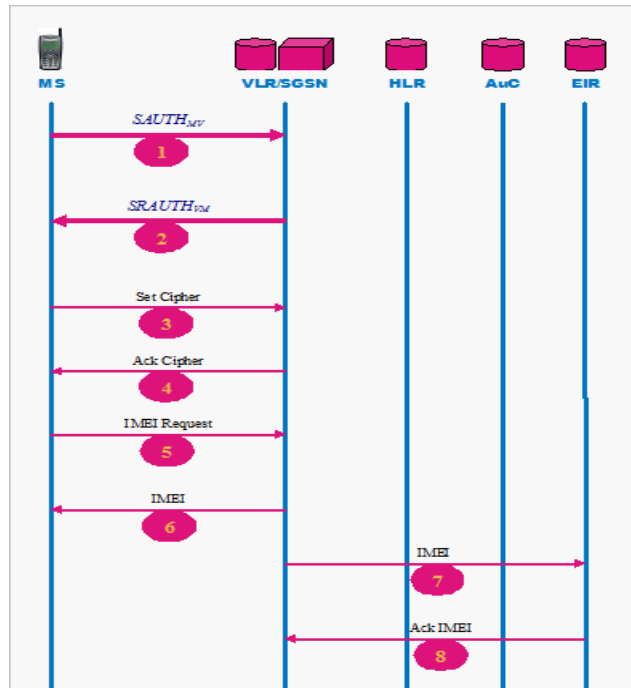 MS VLR/SGSN HLR AuC EIR
SAUTH_MV
1
SRAUTH_VM
2
Set Cipher
3
Ack Cipher
4
IMEI Request
5
IMEI
6
IMEI
7
Ack IMEI
8